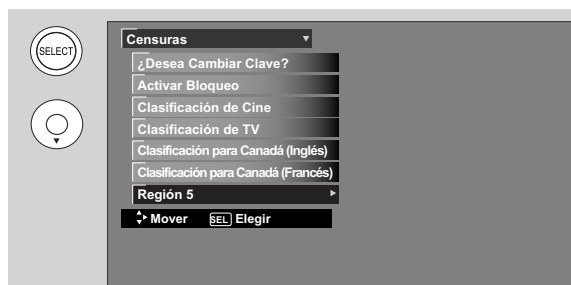 SELECT
Censuras
¿Desea Cambiar Clave?
Activar Bloqueo
Clasificación de Cine
Clasificación de TV
Clasificación para Canadá (Inglés)
Clasificación para Canadá (Francés)
Región 5
Mover SEL Elegir